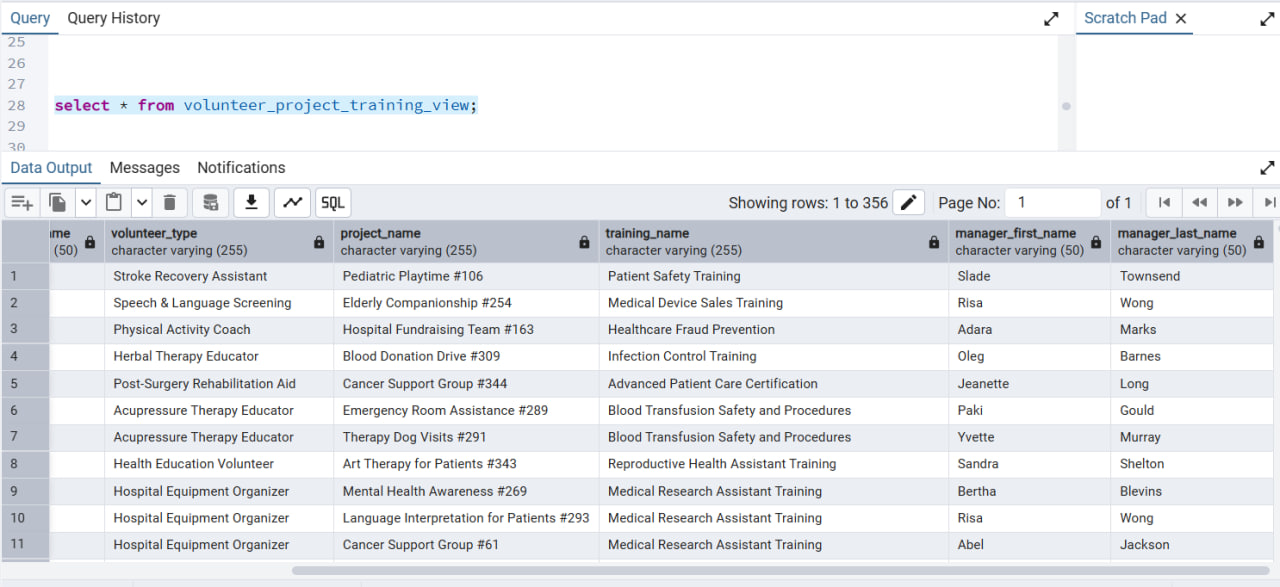 Query Query History Scratch Pad
25
26
27
28 select * from volunteer_project_training_view;
29
30
Data Output Messages Notifications
SQL Showing rows: 1 to 356 Page No: 1 of 1
me volunteer_type project_name training_name manager_first_name manager_last_name
(50) character varying (255) character varying (255) character varying (255) character varying (50) character varying (50)
1 Stroke Recovery Assistant Pediatric Playtime #106 Patient Safety Training Slade Townsend
2 Speech & Language Screening Elderly Companionship #254 Medical Device Sales Training Risa Wong
3 Physical Activity Coach Hospital Fundraising Team #163 Healthcare Fraud Prevention Adara Marks
4 Herbal Therapy Educator Blood Donation Drive #309 Infection Control Training Oleg Barnes
5 Post-Surgery Rehabilitation Aid Cancer Support Group #344 Advanced Patient Care Certification Jeanette Long
6 Acupressure Therapy Educator Emergency Room Assistance #289 Blood Transfusion Safety and Procedures Paki Gould
7 Acupressure Therapy Educator Therapy Dog Visits #291 Blood Transfusion Safety and Procedures Yvette Murray
8 Health Education Volunteer Art Therapy for Patients #343 Reproductive Health Assistant Training Sandra Shelton
9 Hospital Equipment Organizer Mental Health Awareness #269 Medical Research Assistant Training Bertha Blevins
10 Hospital Equipment Organizer Language Interpretation for Patients #293 Medical Research Assistant Training Risa Wong
11 Hospital Equipment Organizer Cancer Support Group #61 Medical Research Assistant Training Abel Jackson